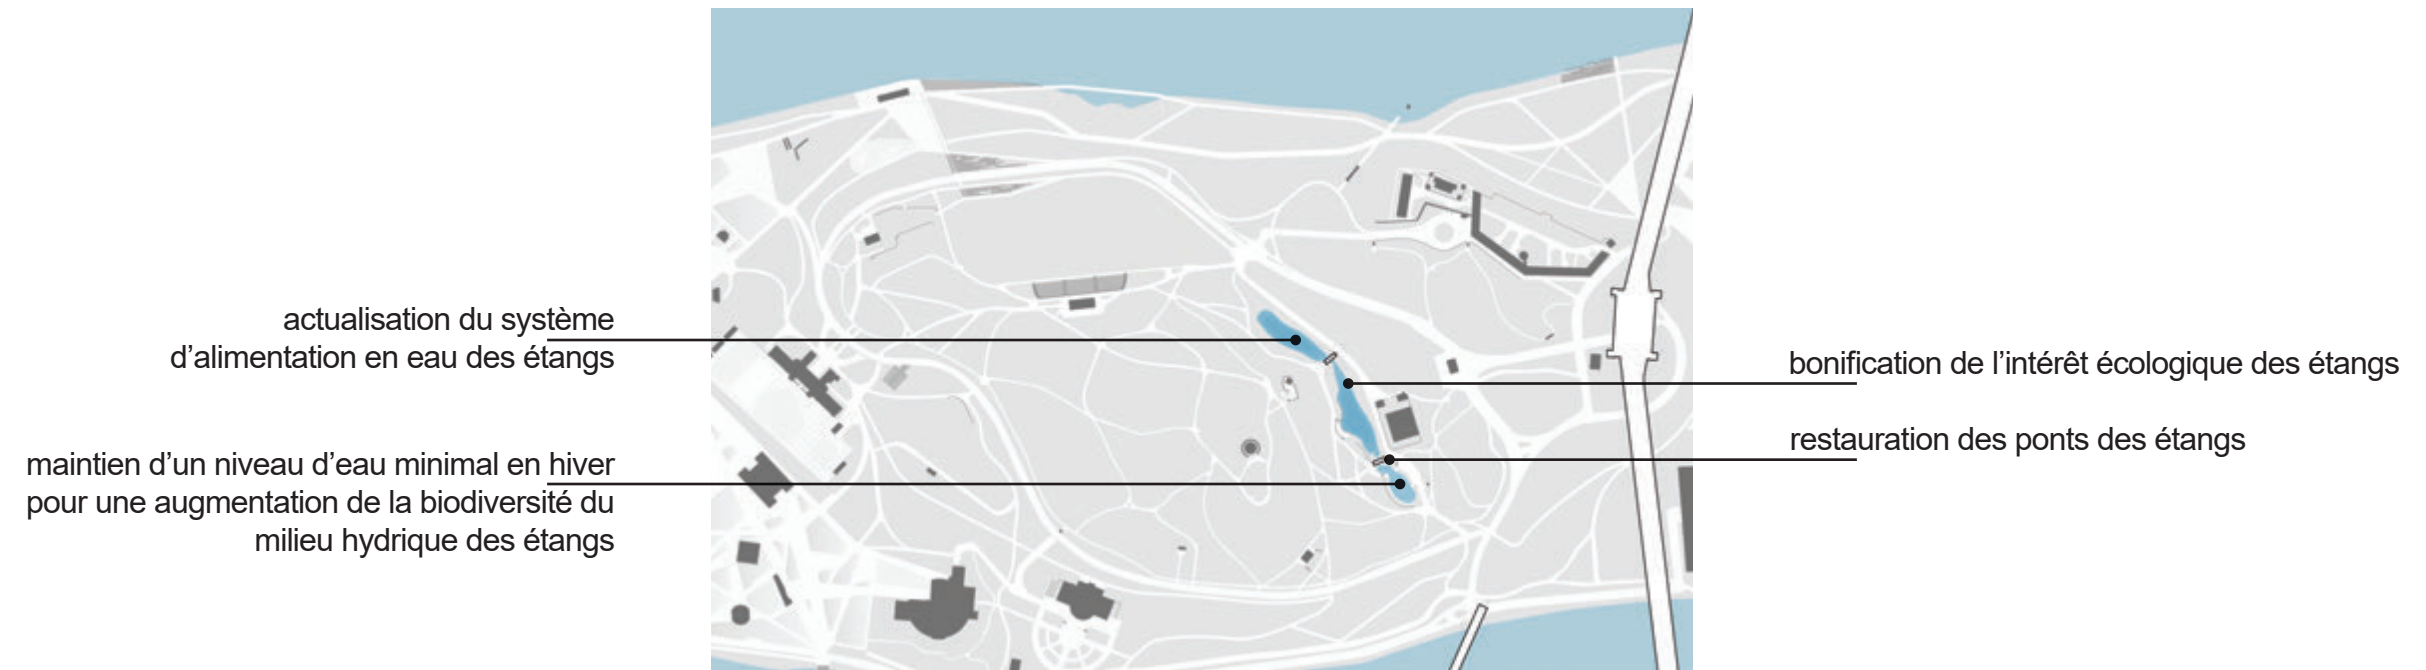 actualisation du système
d’alimentation en eau des étangs
maintien d’un niveau d’eau minimal en hiver
pour une augmentation de la biodiversité du
milieu hydrique des étangs
bonification de l’intérêt écologique des étangs
restauration des ponts des étangs